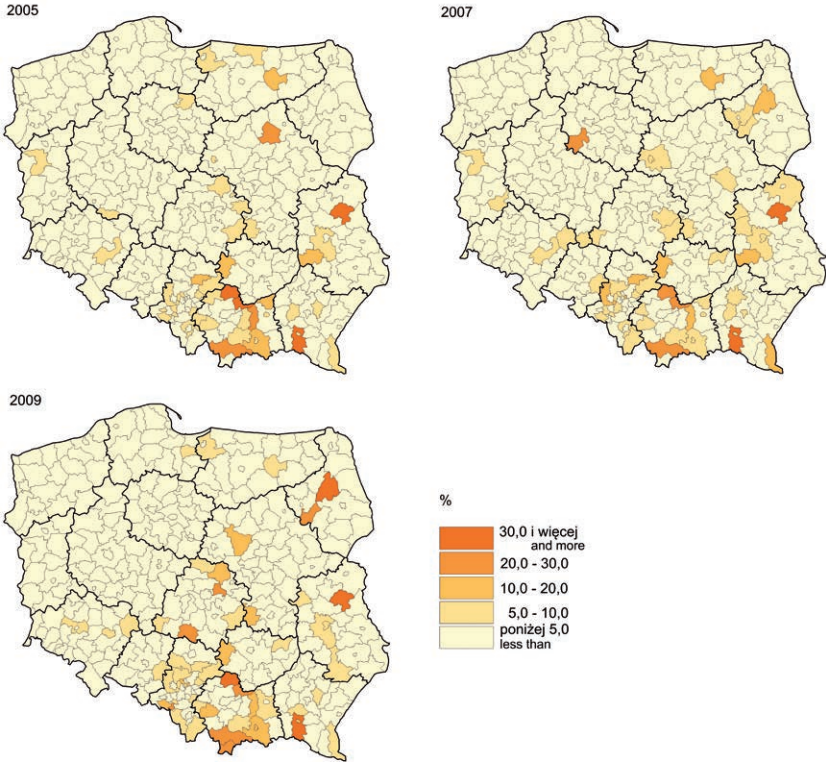 2005
2007
2009
%
30,0 i więcej
and more
20,0 - 30,0
10,0 - 20,0
5,0 - 10,0
poniżej 5,0
less than